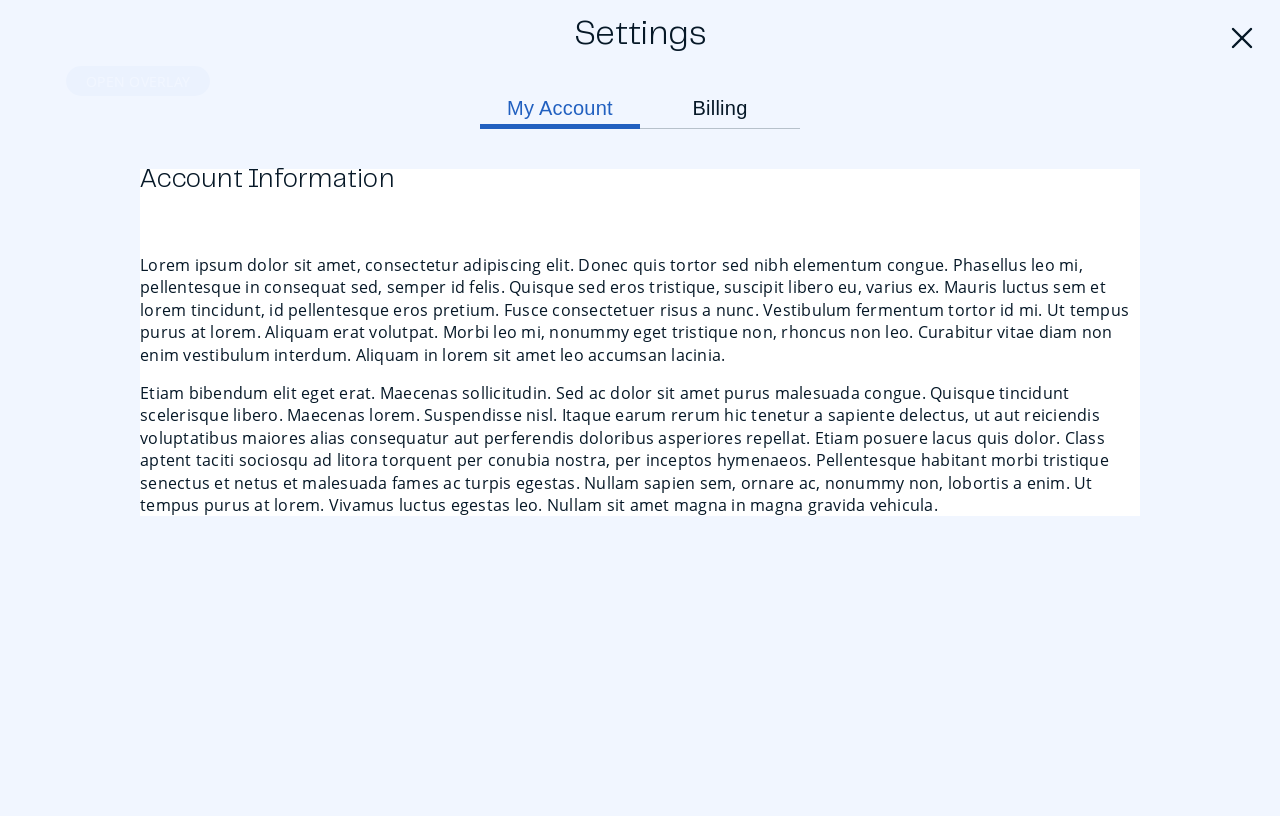 Settings
OPEN OVERLAY
My Account
Billing
Account Information
Lorem ipsum dolor sit amet, consectetur adipiscing elit. Donec quis tortor sed nibh elementum congue. Phasellus leo mi,
pellentesque in consequat sed, semper id felis. Quisque sed eros tristique, suscipit libero eu, varius ex. Mauris luctus sem et
lorem tincidunt, id pellentesque eros pretium. Fusce consectetuer risus a nunc. Vestibulum fermentum tortor id mi. Ut tempus
purus at lorem. Aliquam erat volutpat. Morbi leo mi, nonummy eget tristique non, rhoncus non leo. Curabitur vitae diam non
enim vestibulum interdum. Aliquam in lorem sit amet leo accumsan lacinia.
Etiam bibendum elit eget erat. Maecenas sollicitudin. Sed ac dolor sit amet purus malesuada congue. Quisque tincidunt
scelerisque libero. Maecenas lorem. Suspendisse nisl. Itaque earum rerum hic tenetur a sapiente delectus, ut aut reiciendis
voluptatibus maiores alias consequatur aut perferendis doloribus asperiores repellat. Etiam posuere lacus quis dolor. Class
aptent taciti sociosqu ad litora torquent per conubia nostra, per inceptos hymenaeos. Pellentesque habitant morbi tristique
senectus et netus et malesuada fames ac turpis egestas. Nullam sapien sem, ornare ac, nonummy non, lobortis a enim. Ut
tempus purus at lorem. Vivamus luctus egestas leo. Nullam sit amet magna in magna gravida vehicula.